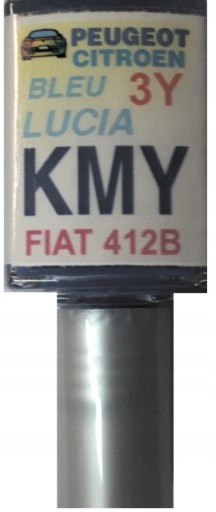 PEUGEOT
CITROEN
BLEU 3Y
LUCIA
KMY
FIAT 412B